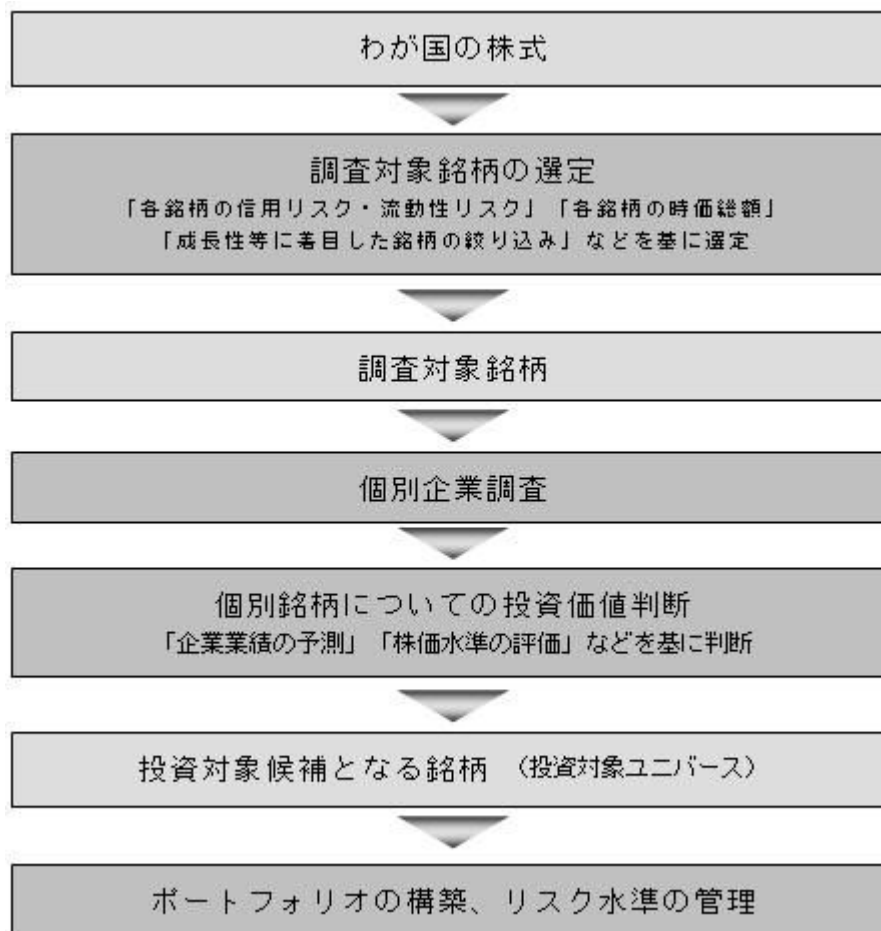 わが国の株式
調査対象銘柄の選定
「各銘柄の信用リスク・流動性リスク」「各銘柄の時価総額」
「成長性等に着目した銘柄の絞り込み」などを基に選定
調査対象銘柄
個別企業調査
個別銘柄についての投資価値判断
「企業業績の予測」「株価水準の評価」などを基に判断
投資対象候補となる銘柄 (投資対象ユニバース)
ポートフォリオの構築、リスク水準の管理